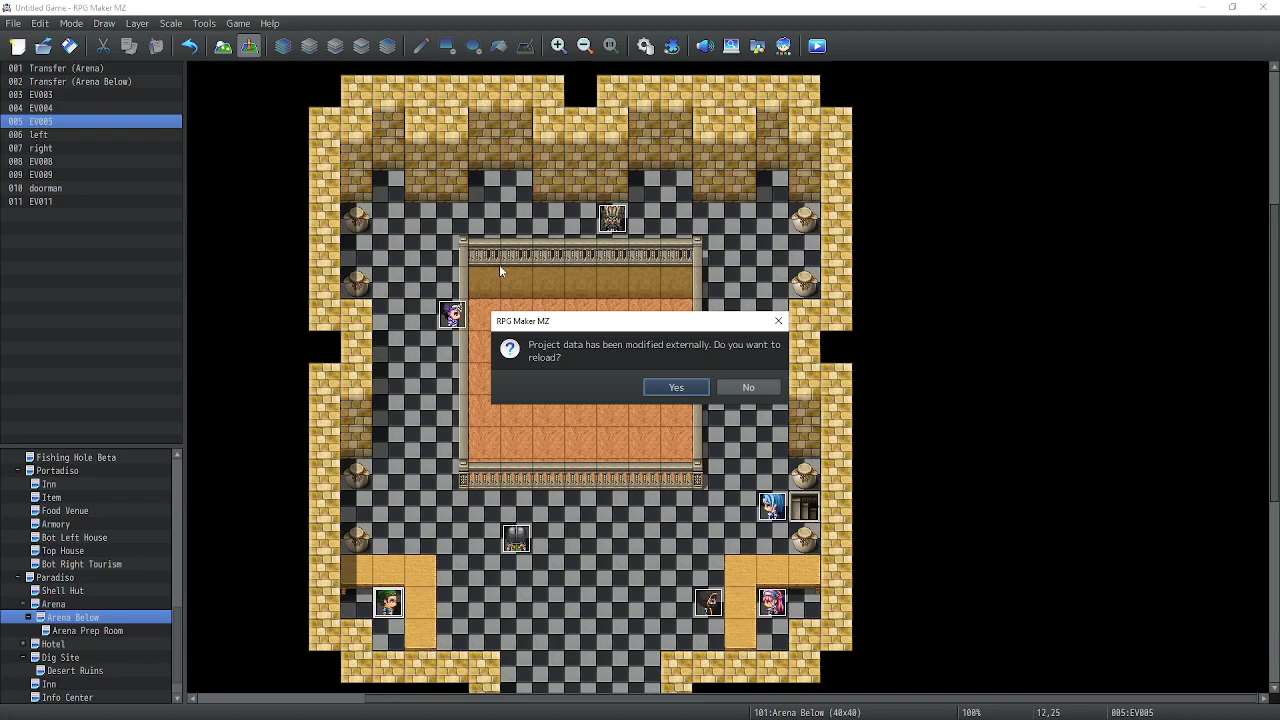 Untitled Game - RPG Maker MZ
File Edit Mode Draw Layer Scale Tools Game Help
001 Transfer (Arena)
002 Transfer (Arena Below)
003 EV003
004 EV004
005 EV005
006 left
007 right
008 EV008
009 EV009
010 doorman
011 EV011
RPG Maker MZ
Project data has been modified externally. Do you want to
reload?
Yes No
Fishing Hole Beta
Portadiso
Inn
Item
Food Venue
Armory
Bot Left House
Top House
Bot Right Tourism
Paradiso
Shell Hut
Arena
Arena Below
Arena Prep Room
Hotel
Dig Site
Desert Ruins
Inn
Info Center
101:Arena Below (40x40) 100% 12,25 005:EV005